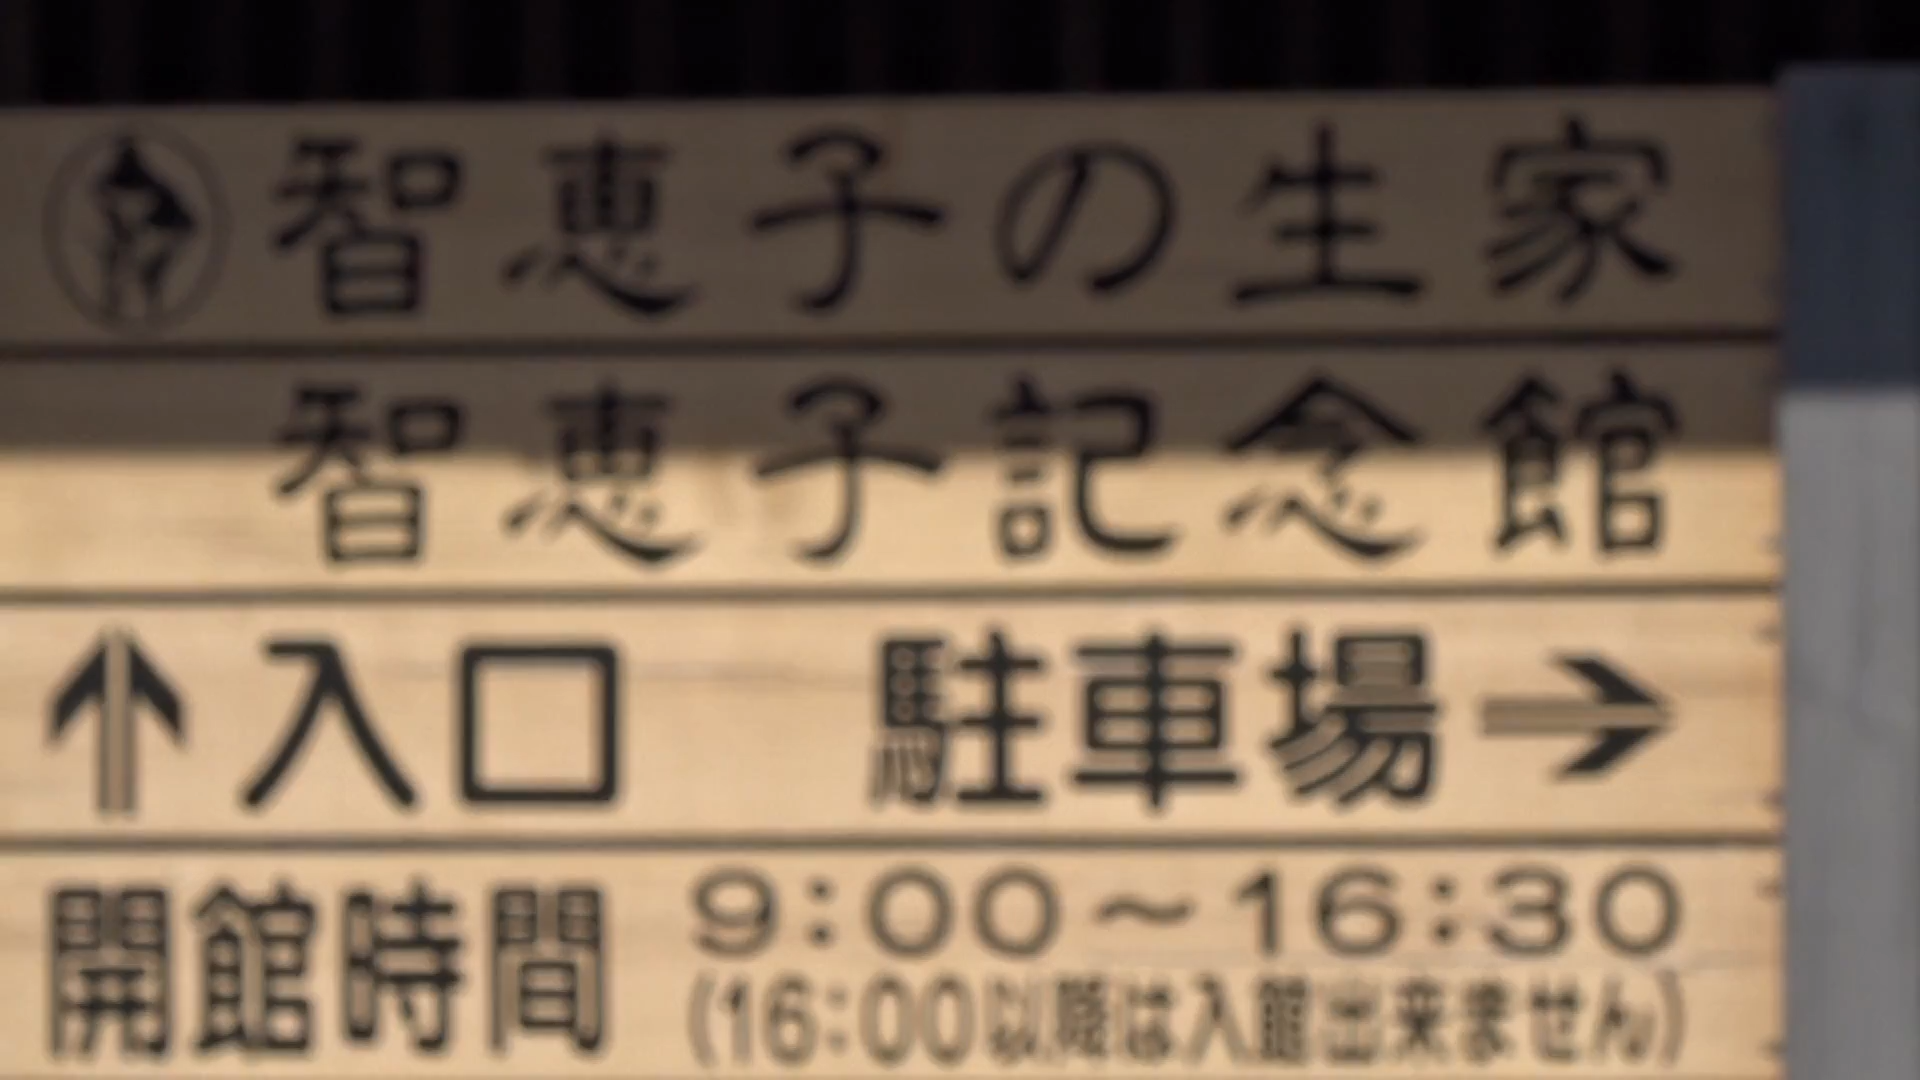 智恵子の生家
智恵子記念館
↑入口 駐車場→
開館時間 9:00～16:30
(16:00以降は入館出来ません)